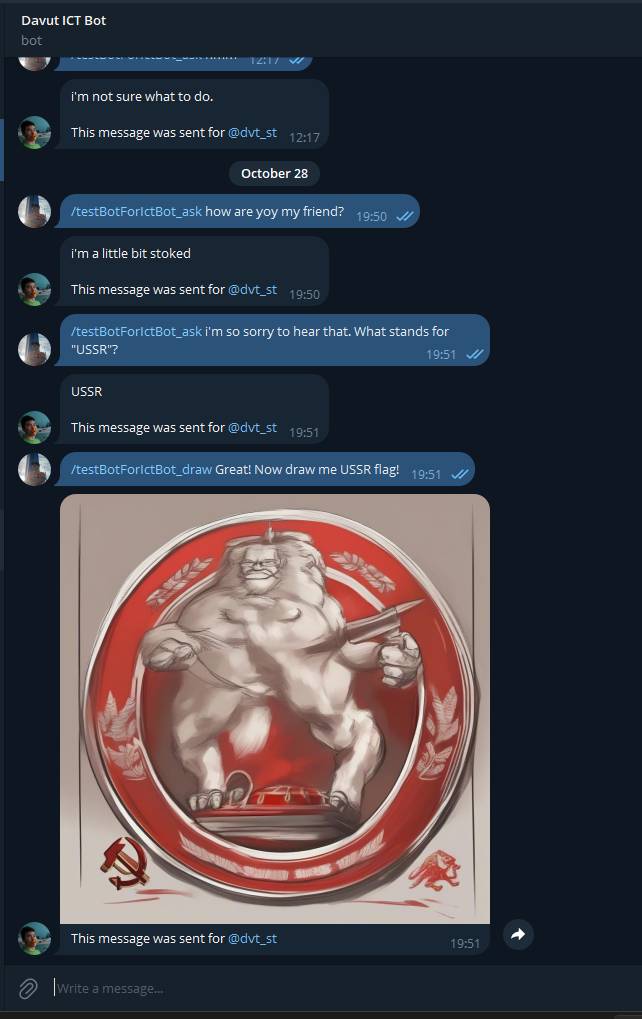 Davut ICT Bot
bot
/testBotForIctBot_ask hmm 12:17
i'm not sure what to do.
This message was sent for @dvt_st 12:17
October 28
/testBotForIctBot_ask how are yoy my friend? 19:50
i'm a little bit stoked
This message was sent for @dvt_st 19:50
/testBotForIctBot_ask i'm so sorry to hear that. What stands for
"USSR"? 19:51
USSR
This message was sent for @dvt_st 19:51
/testBotForIctBot_draw Great! Now draw me USSR flag! 19:51
This message was sent for @dvt_st 19:51
Write a message...